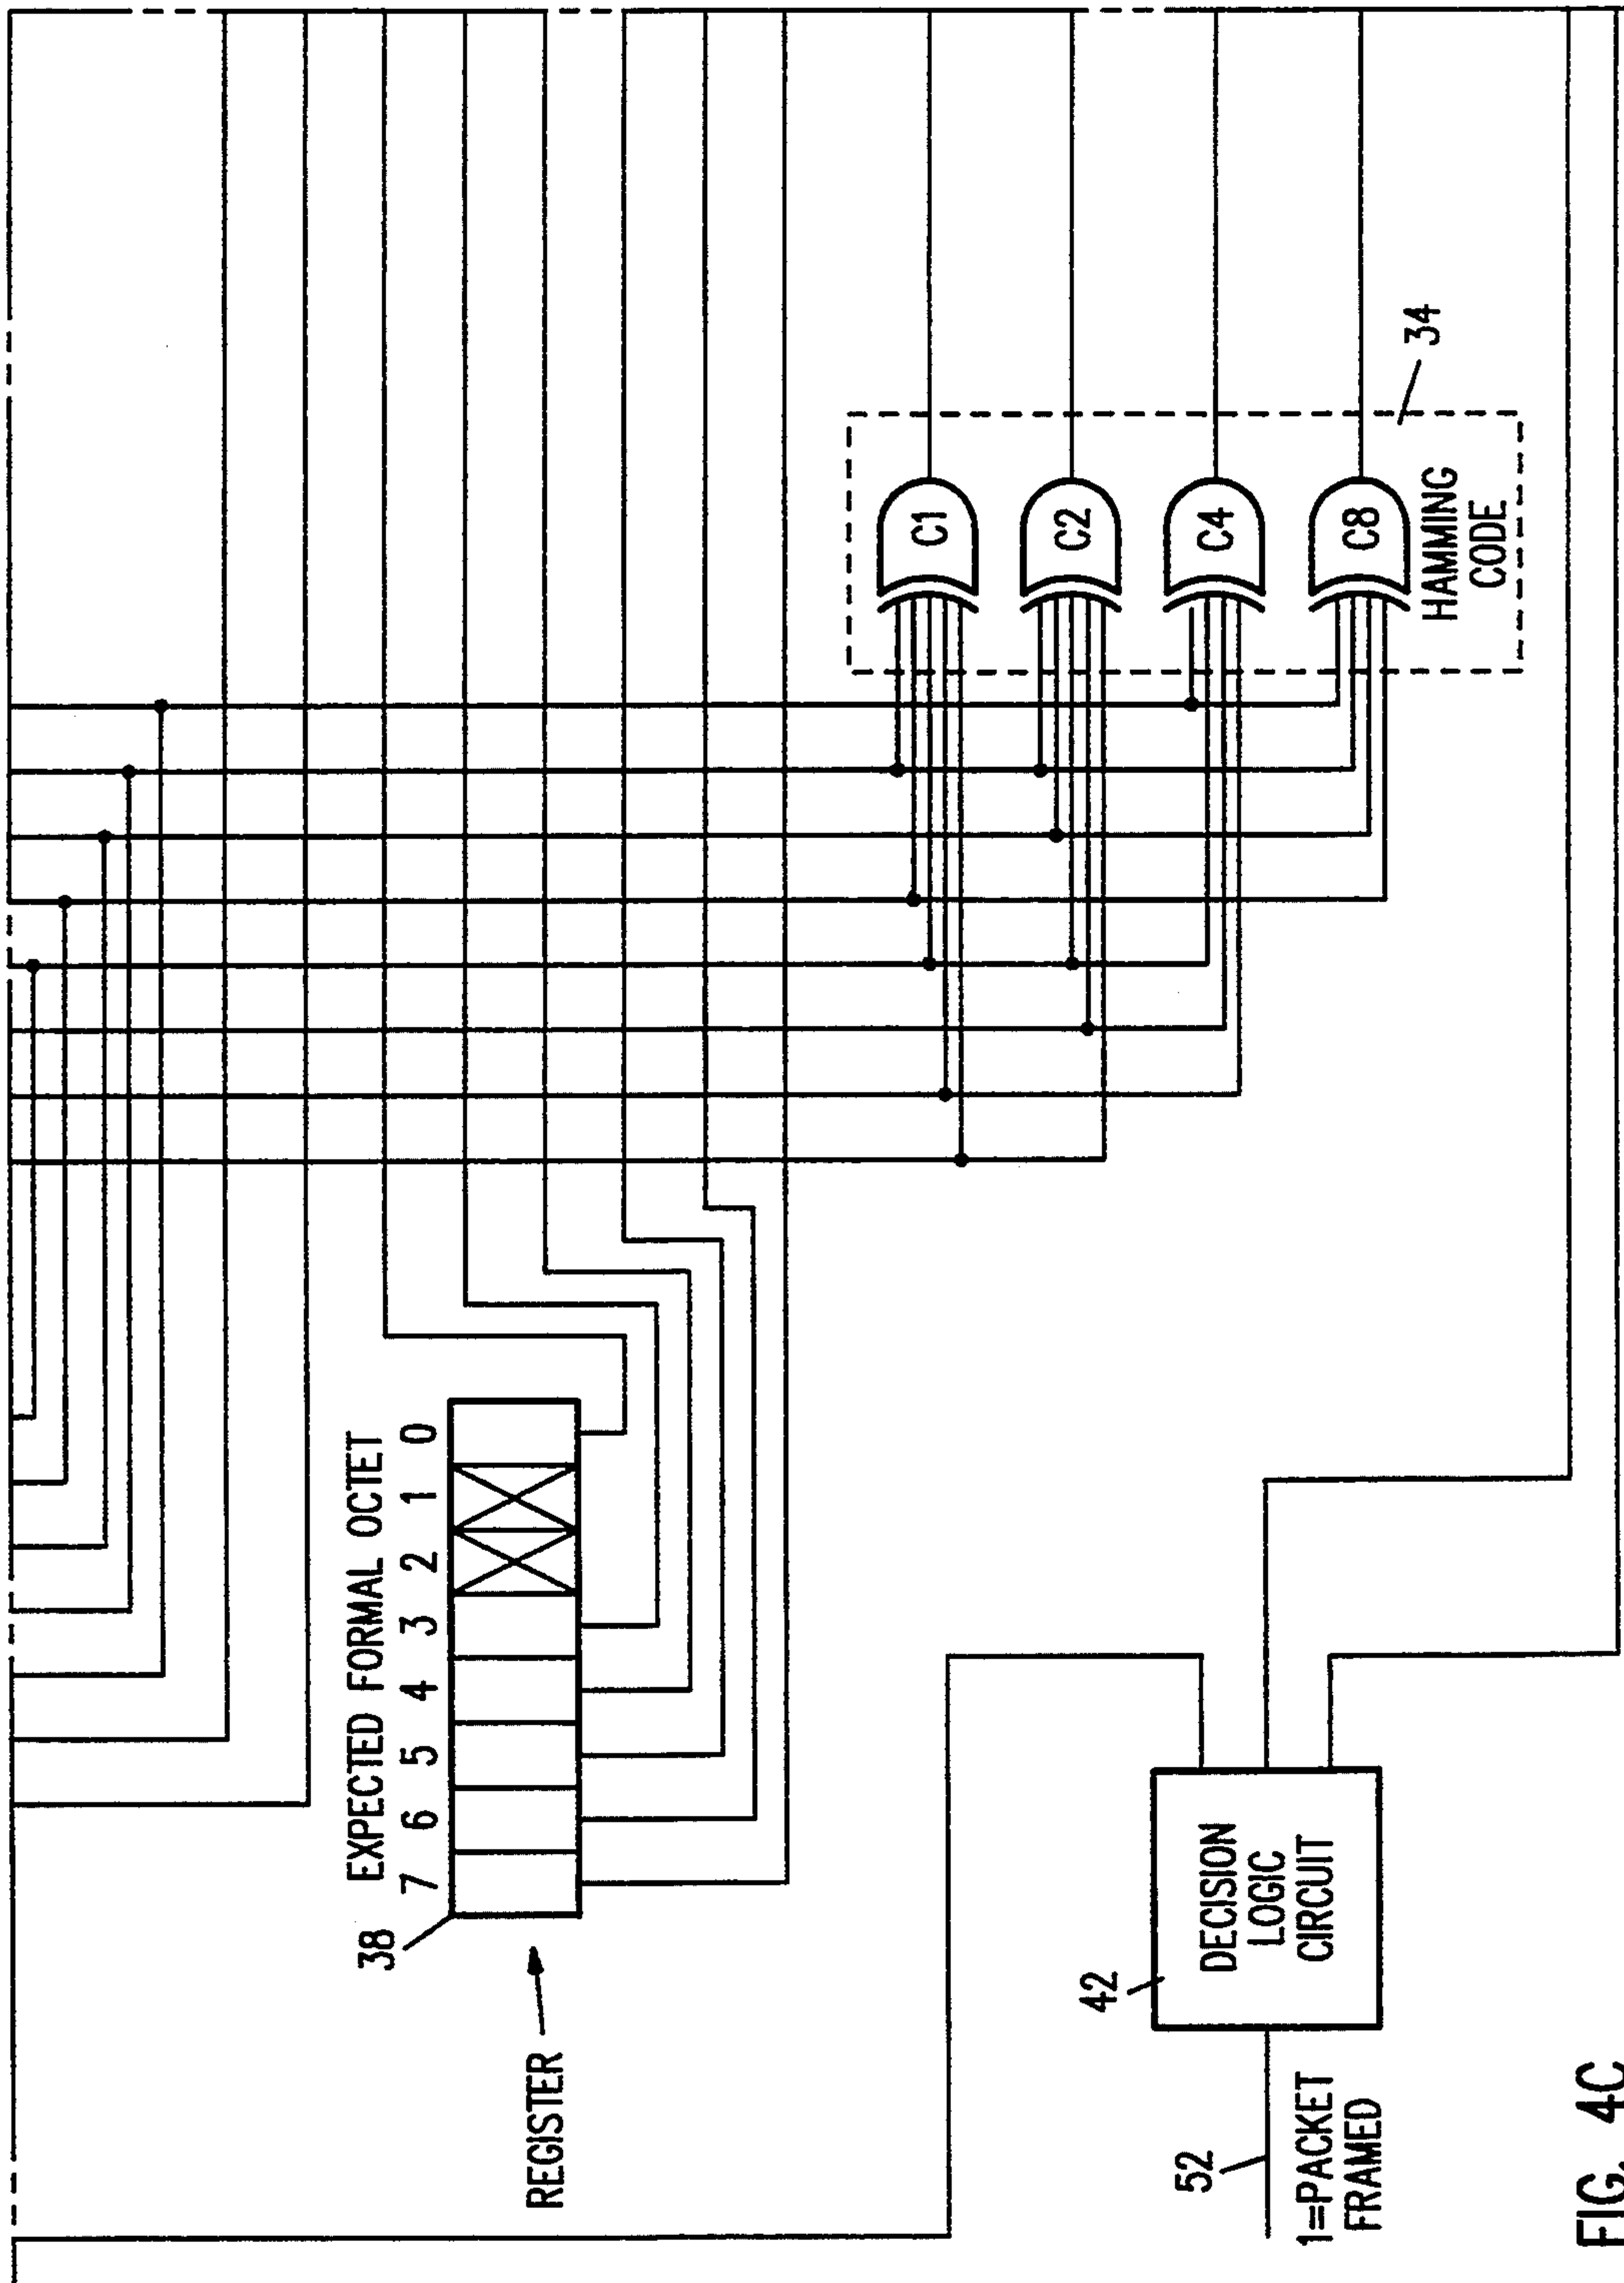 EXPECTED FORMAL OCTET
7 6 5 4 3 2 1 0
38
REGISTER
C1
C2
C4
C8
HAMMING
CODE
34
42
DECISION
LOGIC
CIRCUIT
52
1=PACKET
FRAMED
FIG. 4C